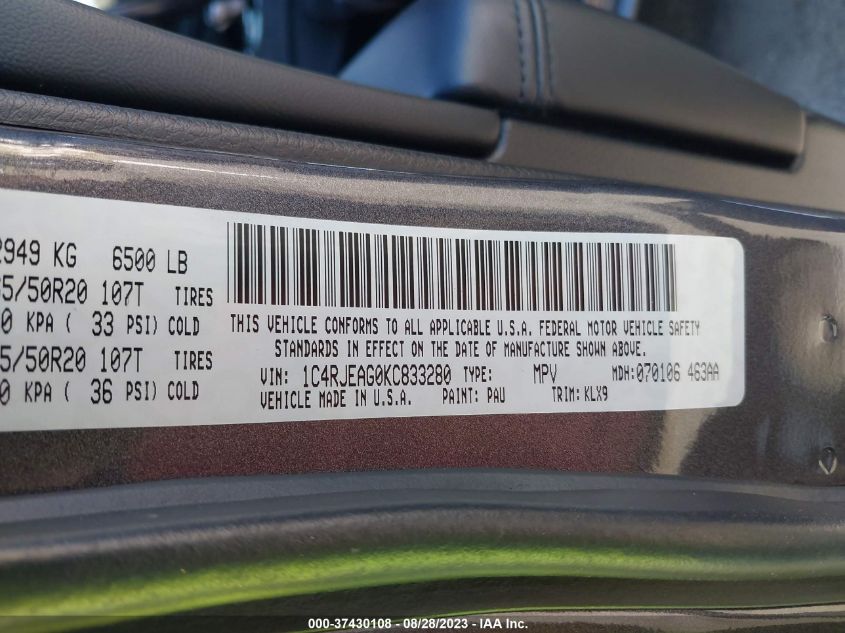 2949 KG 6500 LB
5/50R20 107T TIRES
0 KPA ( 33 PSI) COLD
5/50R20 107T TIRES
0 KPA ( 36 PSI) COLD
THIS VEHICLE CONFORMS TO ALL APPLICABLE U.S.A. FEDERAL MOTOR VEHICLE SAFETY
STANDARDS IN EFFECT ON THE DATE OF MANUFACTURE SHOWN ABOVE.
VIN: 1C4RJEAG0KC833280 TYPE: MPV MDH:070106 463AA
VEHICLE MADE IN U.S.A. PAINT: PAU TRIM: KLX9
000-37430108 - 08/28/2023 - IAA Inc.